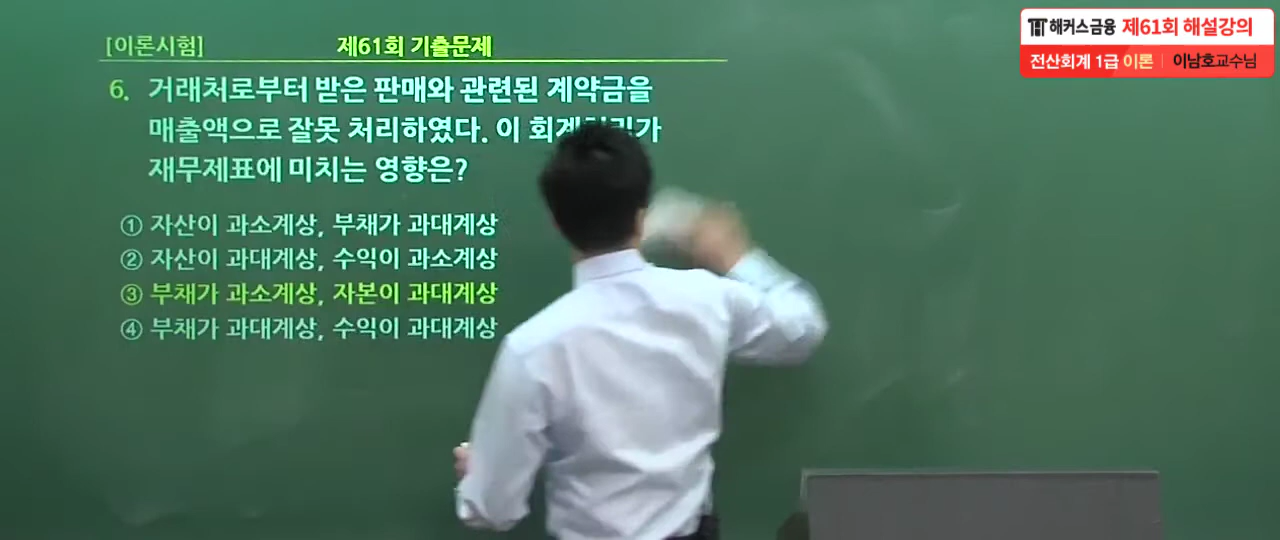 [이론시험] 제61회 기출문제
6. 거래처로부터 받은 판매와 관련된 계약금을
매출액으로 잘못 처리하였다. 이 회계처리가
재무제표에 미치는 영향은?
① 자산이 과소계상, 부채가 과대계상
② 자산이 과대계상, 수익이 과소계상
③ 부채가 과소계상, 자본이 과대계상
④ 부채가 과대계상, 수익이 과대계상
해커스금융 제61회 해설강의
전산회계 1급 이론 | 이남호교수님